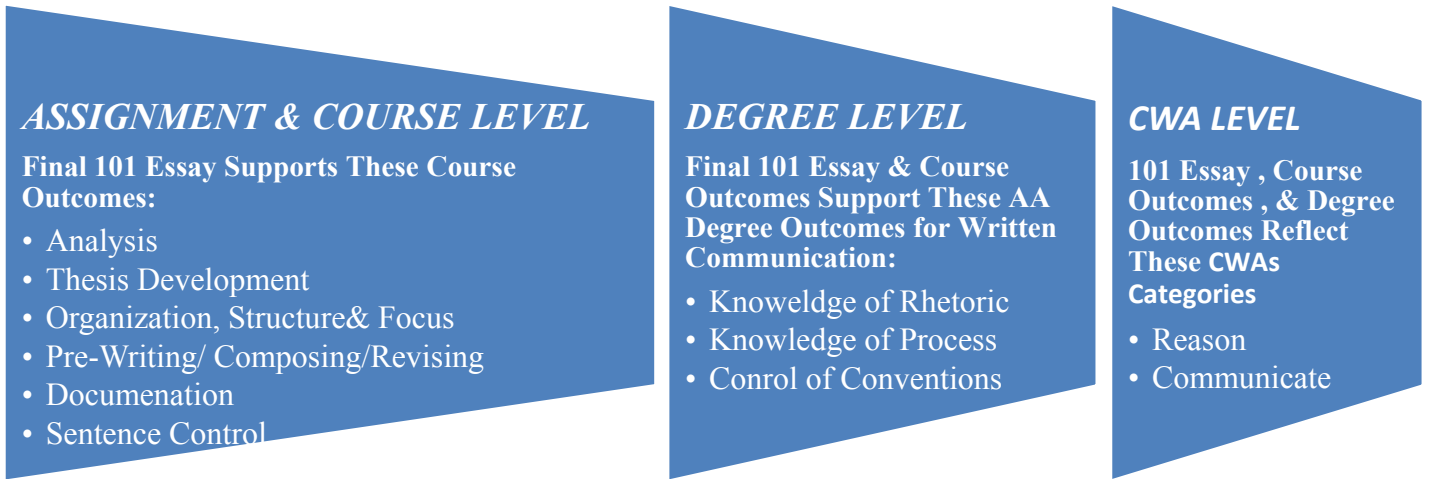 ASSIGNMENT & COURSE LEVEL
Final 101 Essay Supports These Course
Outcomes:
• Analysis
• Thesis Development
• Organization, Structure& Focus
• Pre-Writing/ Composing/Revising
• Documenation
• Sentence Control
DEGREE LEVEL
Final 101 Essay & Course
Outcomes Support These AA
Degree Outcomes for Written
Communication:
• Knoweldge of Rhetoric
• Knowledge of Process
• Conrol of Conventions
CWA LEVEL
101 Essay , Course
Outcomes , & Degree
Outcomes Reflect
These CWAs
Categories
• Reason
• Communicate